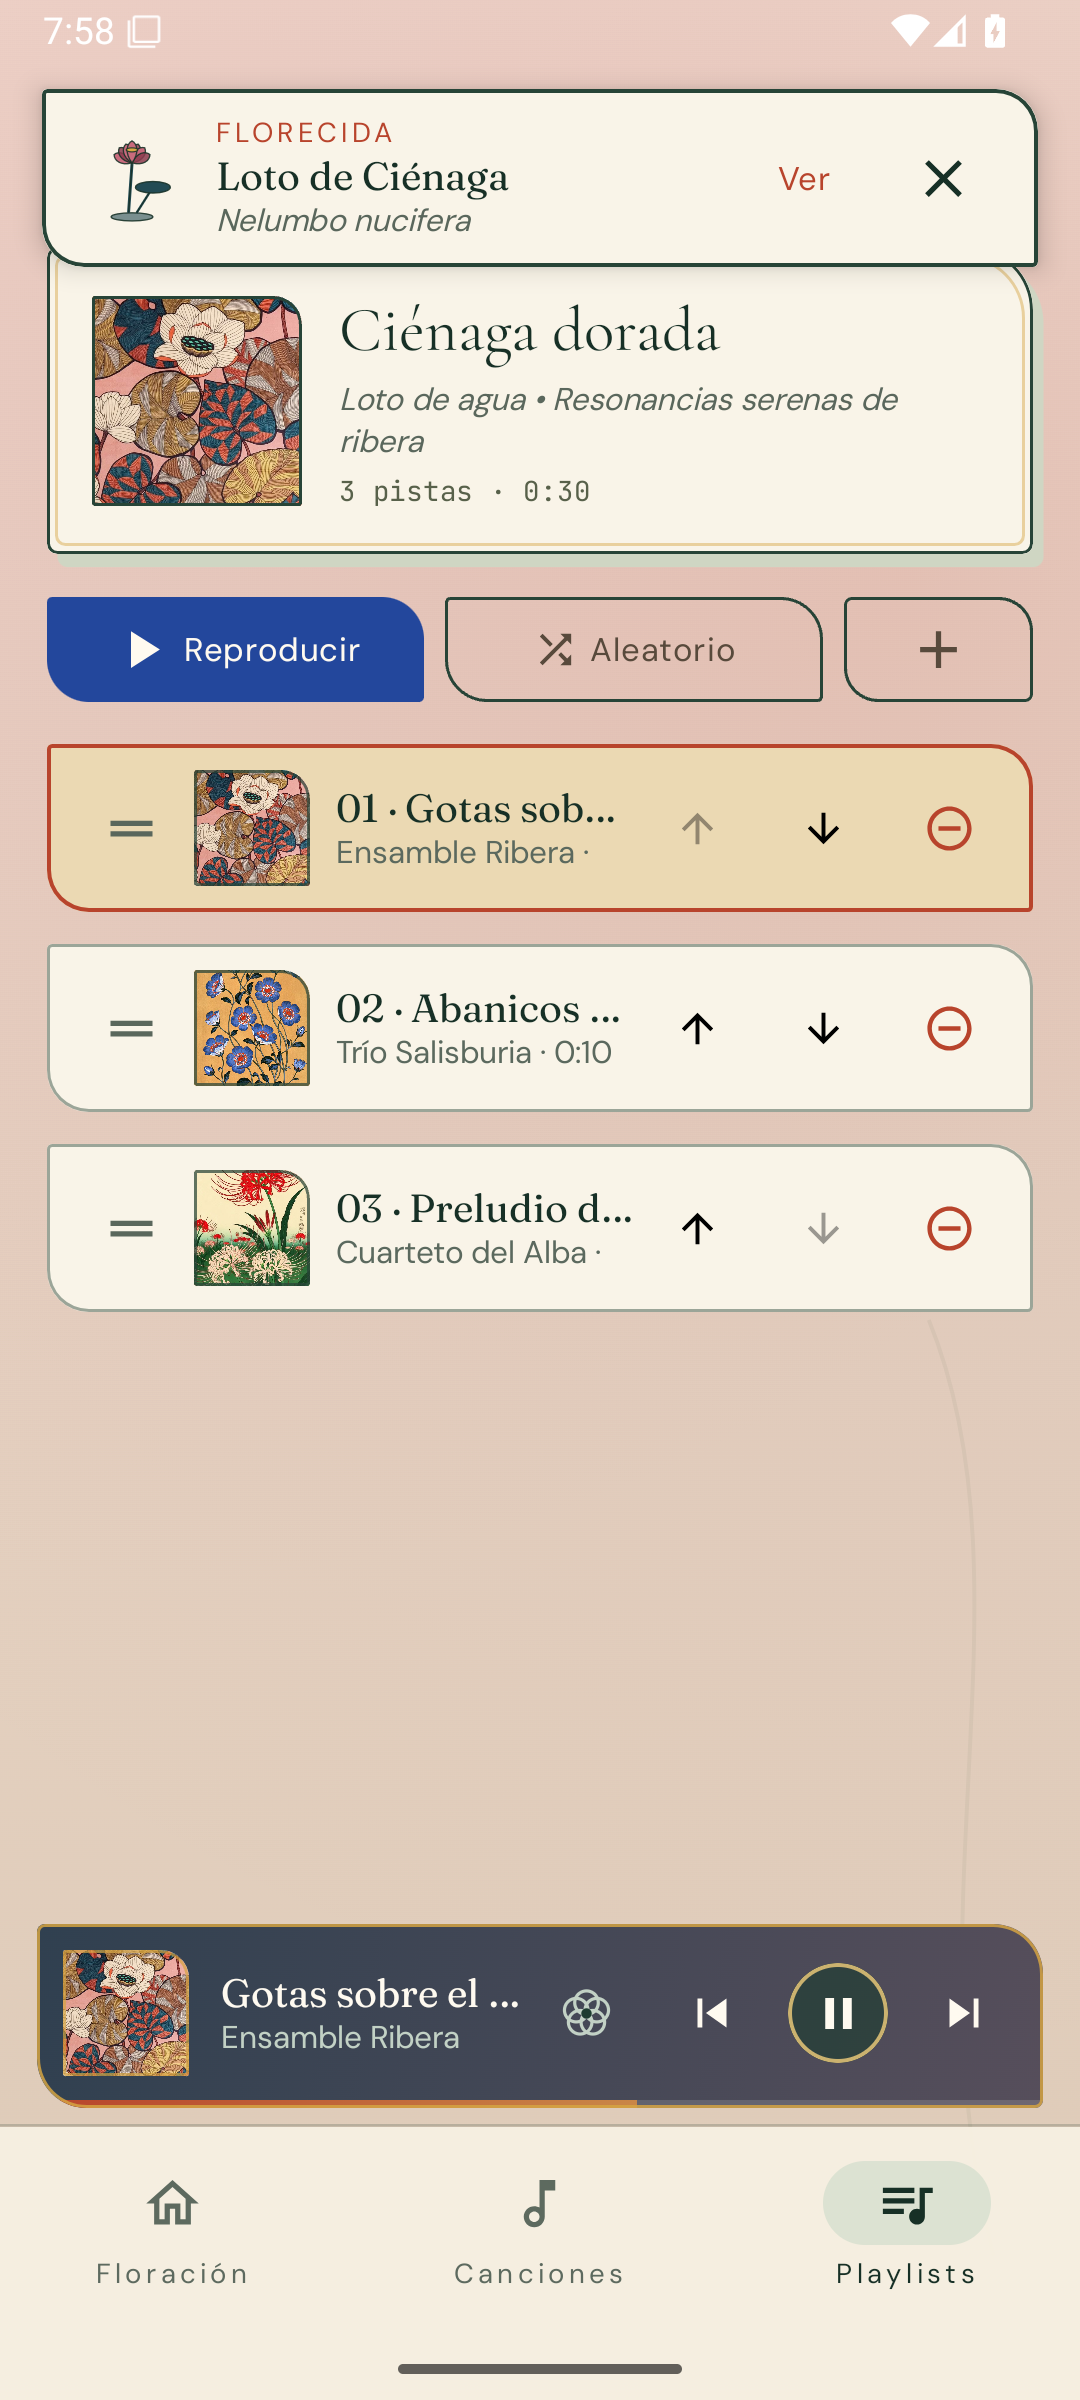 7:58
FLORECIDA
Loto de Ciénaga
Nelumbo nucifera
Ver
Ciénaga dorada
Loto de agua • Resonancias serenas de
ribera
3 pistas · 0:30
Reproducir
Aleatorio
01 · Gotas sob...
Ensamble Ribera ·
02 · Abanicos ...
Trío Salisburia · 0:10
03 · Preludio d...
Cuarteto del Alba ·
Gotas sobre el ...
Ensamble Ribera
Floración
Canciones
Playlists